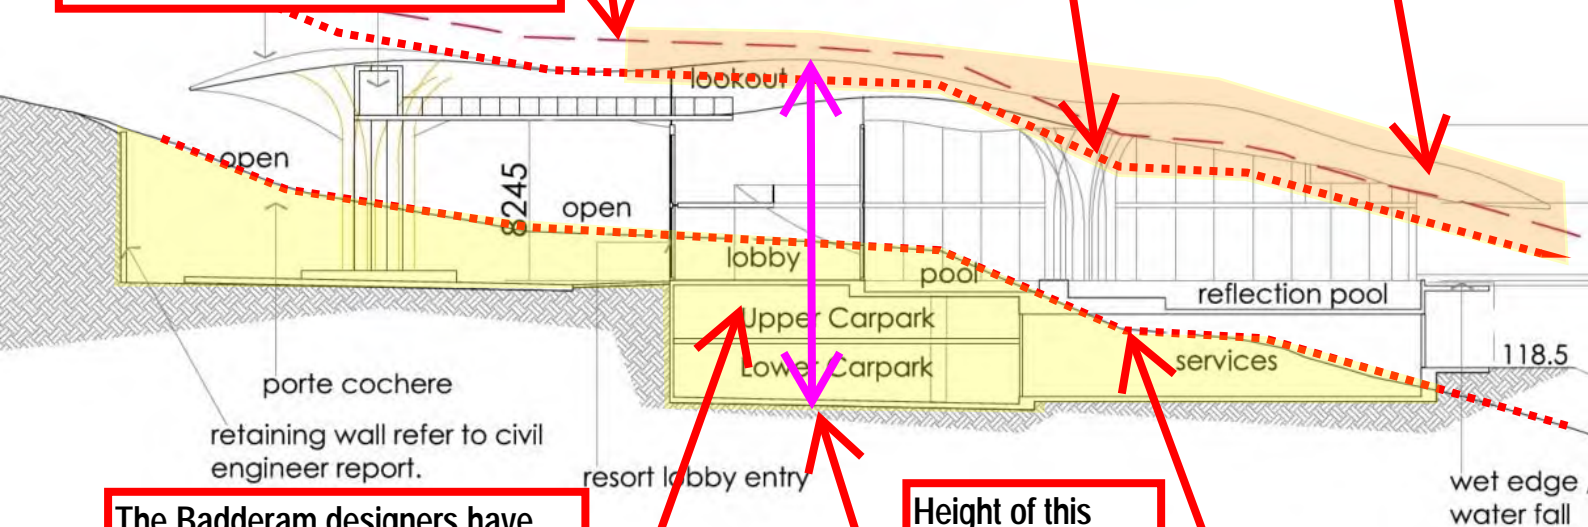 lookout
open
8245
open
lobby
pool
reflection pool
Upper Carpark
Lower Carpark
services
118.5
porte cochere
retaining wall refer to civil
engineer report.
resort lobby entry
wet edge
water fall
The Badderam designers have
Height of this